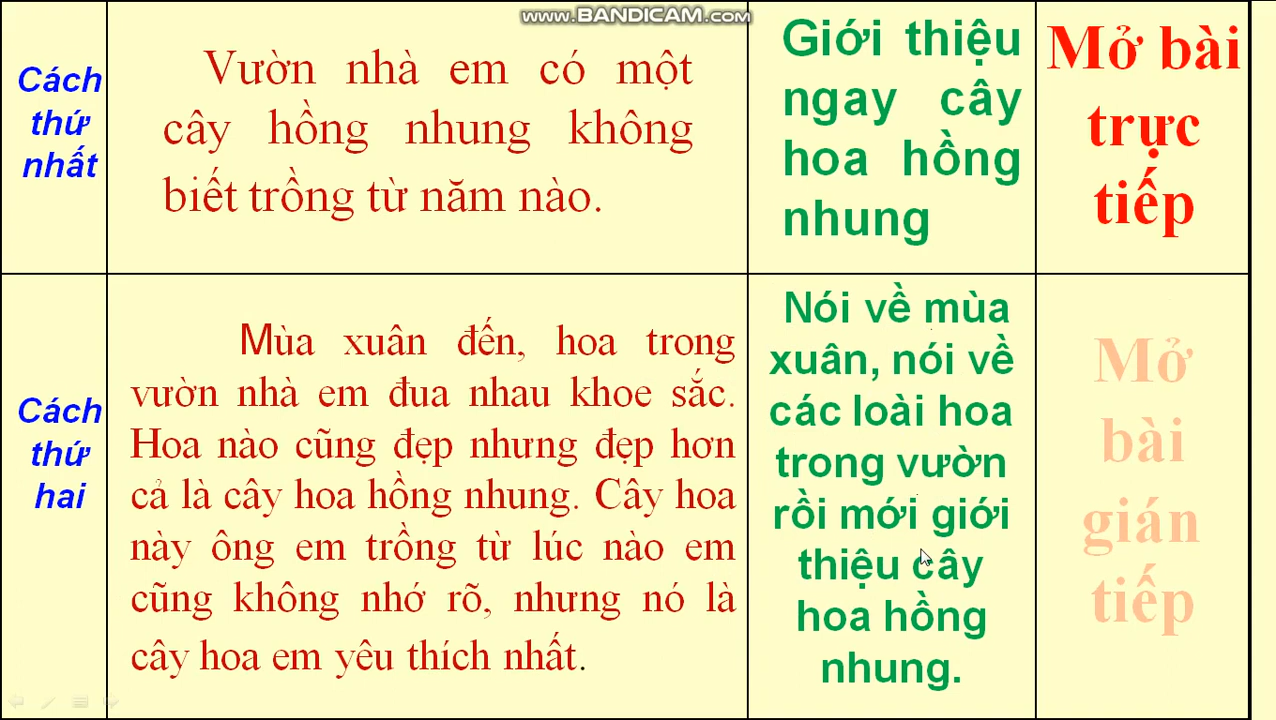 www.BANDICAM.com
Cách
thứ
nhất
Vườn nhà em có một
cây hồng nhung không
biết trồng từ năm nào.
Giới thiệu
ngay cây
hoa hồng
nhung
Mở bài
trực
tiếp
Cách
thứ
hai
Mùa xuân đến, hoa trong
vườn nhà em đua nhau khoe sắc.
Hoa nào cũng đẹp nhưng đẹp hơn
cả là cây hoa hồng nhung. Cây hoa
này ông em trồng từ lúc nào em
cũng không nhớ rõ, nhưng nó là
cây hoa em yêu thích nhất.
Nói về mùa
xuân, nói về
các loài hoa
trong vườn
rồi mới giới
thiệu cây
hoa hồng
nhung.
Mở
bài
gián
tiếp